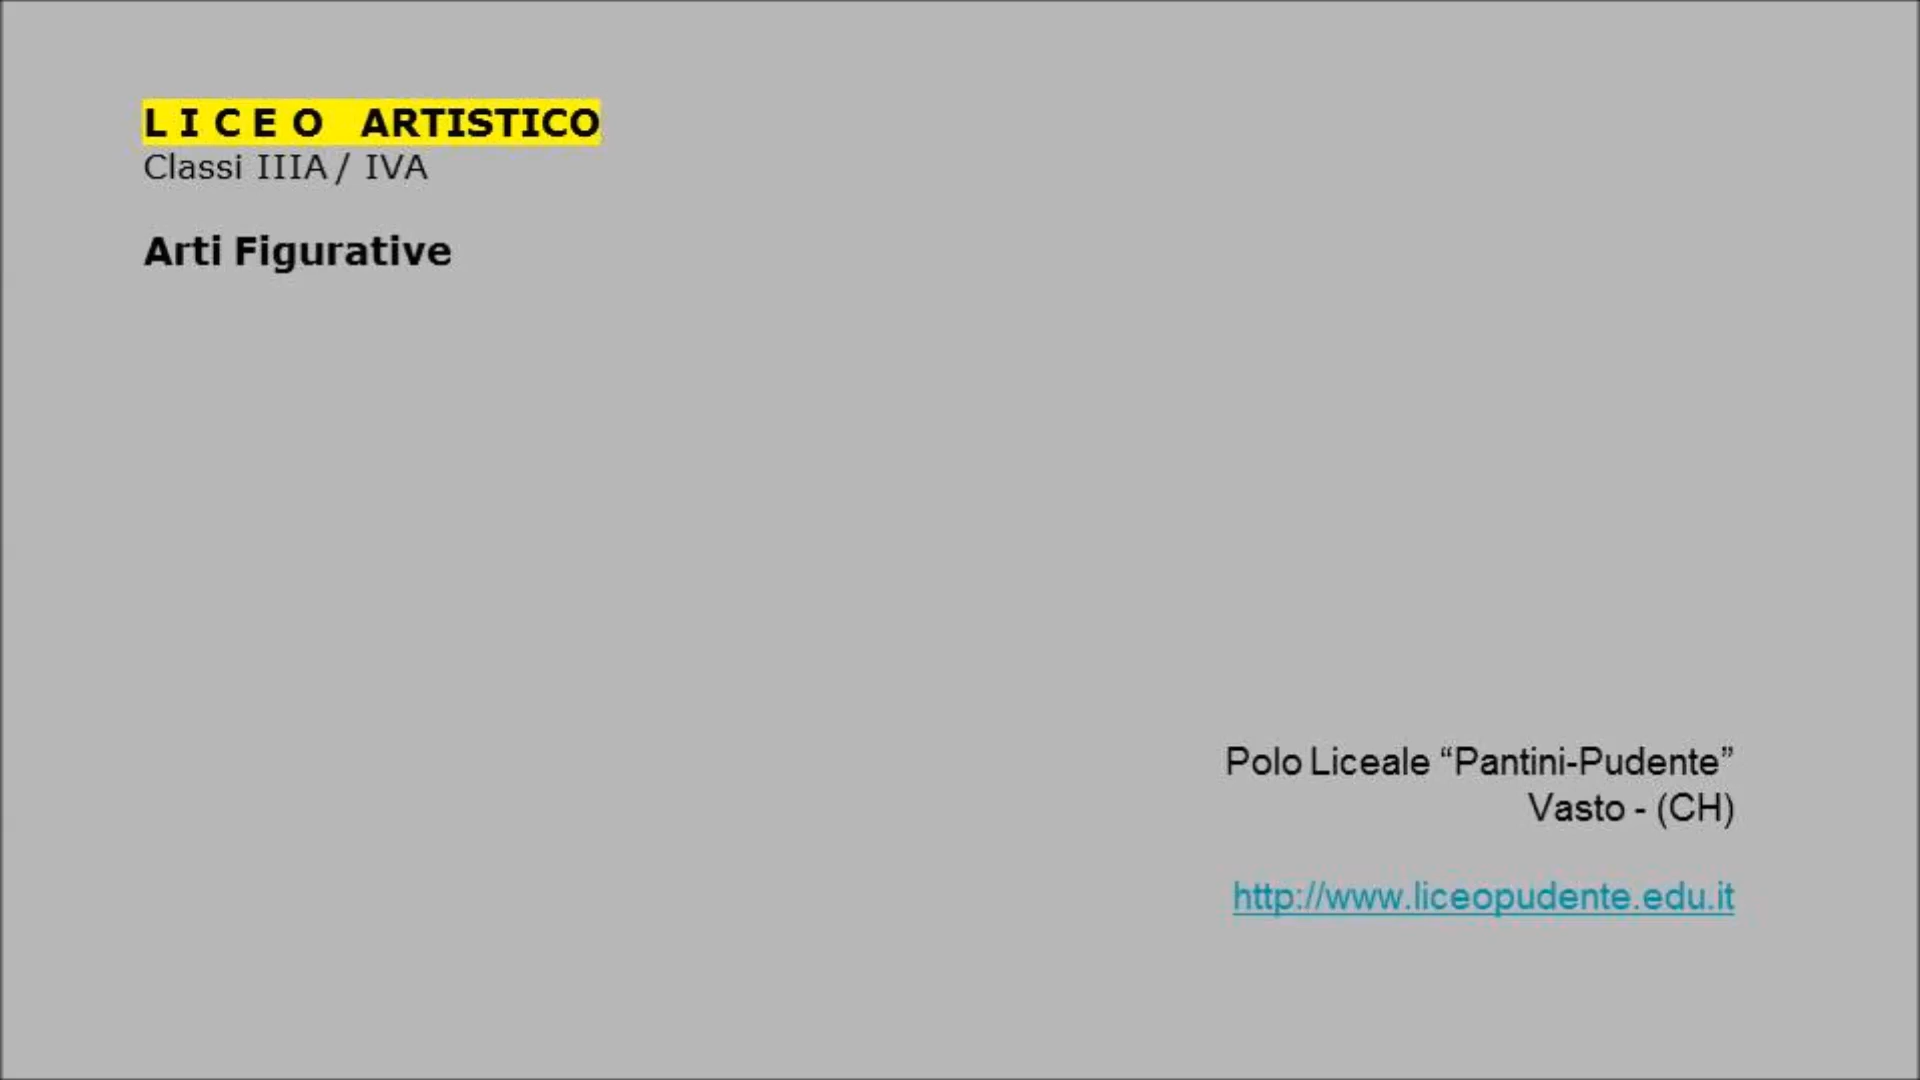 L I C E O ARTISTICO
Classi IIIA / IVA
Arti Figurative
Polo Liceale “Pantini-Pudente”
Vasto - (CH)
http://www.liceopudente.edu.it